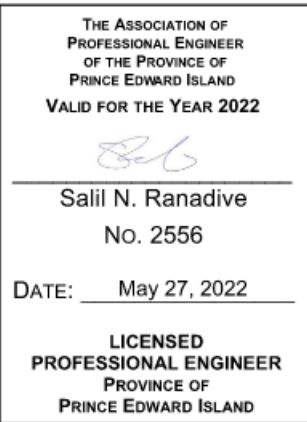 THE ASSOCIATION OF
PROFESSIONAL ENGINEER
OF THE PROVINCE OF
PRINCE EDWARD ISLAND
VALID FOR THE YEAR 2022
Salil N. Ranadive
NO. 2556
DATE: May 27, 2022
LICENSED
PROFESSIONAL ENGINEER
PROVINCE OF
PRINCE EDWARD ISLAND